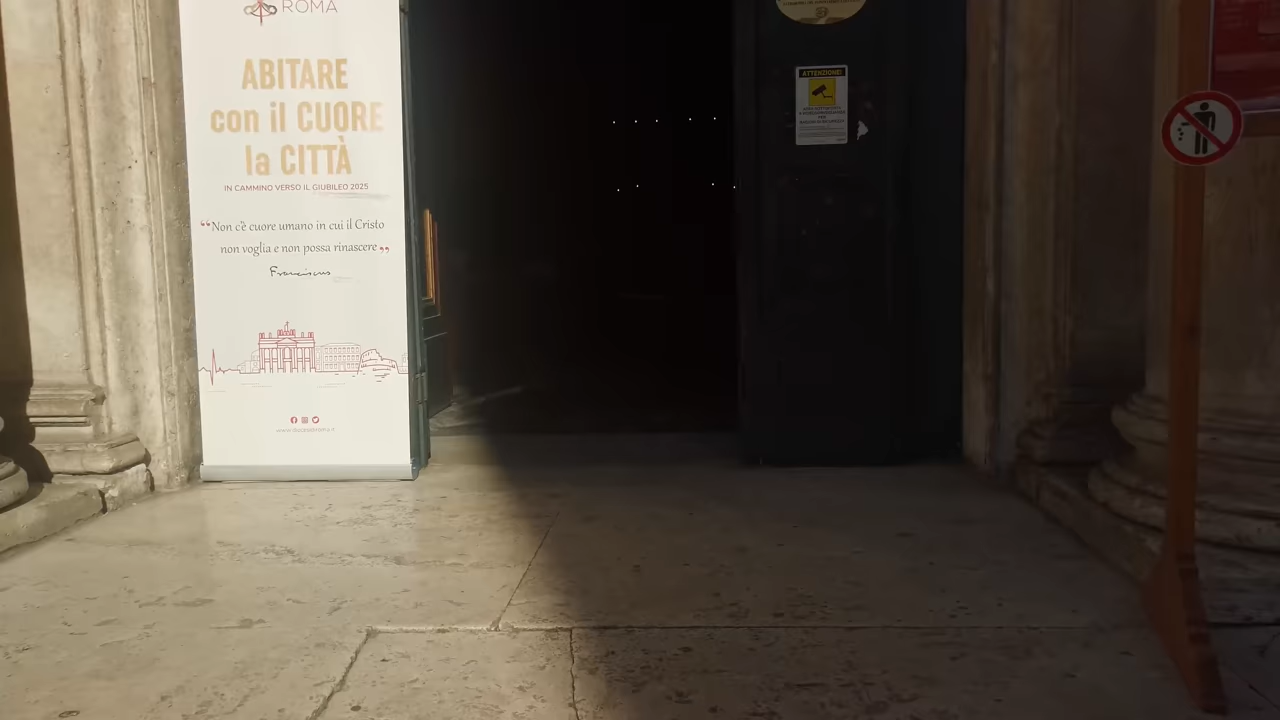 ROMA
ABITARE
con il CUORE
la CITTÀ
IN CAMMINO VERSO IL GIUBILEO 2025
“Non c'è cuore umano in cui il Cristo
non voglia e non possa rinascere„
Franciscus
ATTENZIONE!